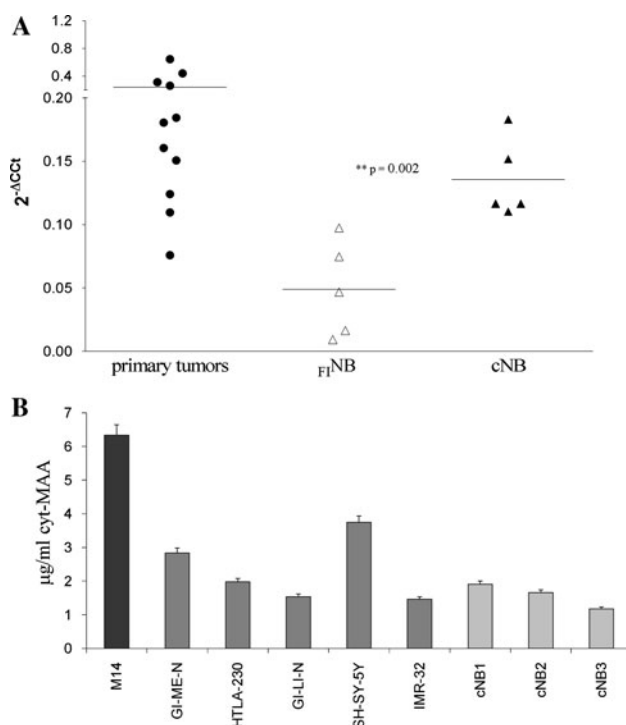 A
1.2
0.8
0.4
0.20
0.15
0.10
0.05
0.00
2^-ΔCCt
** p = 0.002
primary tumors
FINB
cNB
B
7
6
5
4
3
2
1
0
µg/ml cyt-MAA
M14
GI-ME-N
HTLA-230
GI-LI-N
SH-SY-5Y
IMR-32
cNB1
cNB2
cNB3